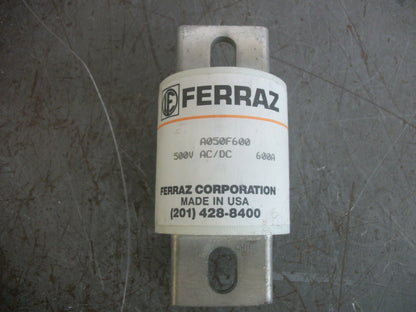 FERRAZ
A050F600
500V AC/DC 600A
FERRAZ CORPORATION
MADE IN USA
(201) 428-8400